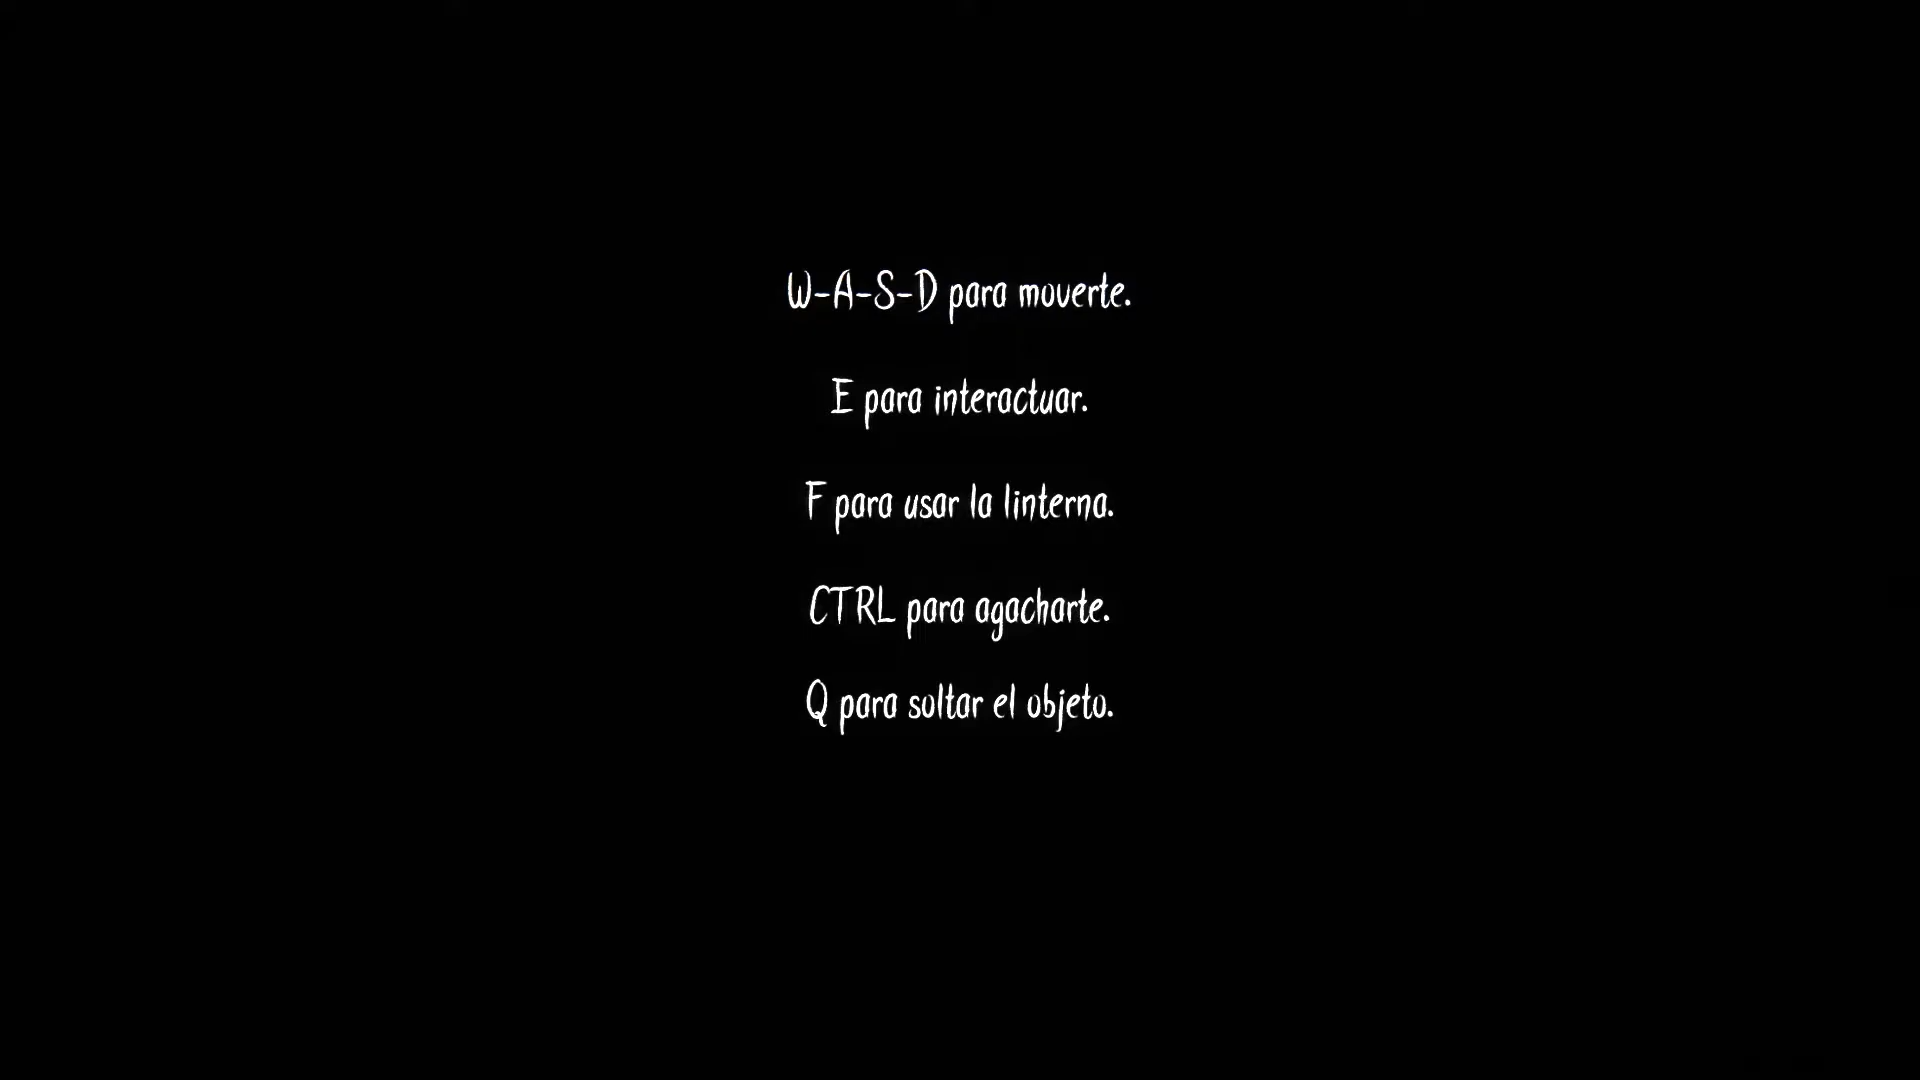 W-A-S-D para moverte.
E para interactuar.
F para usar la linterna.
CTRL para agacharte.
Q para soltar el objeto.